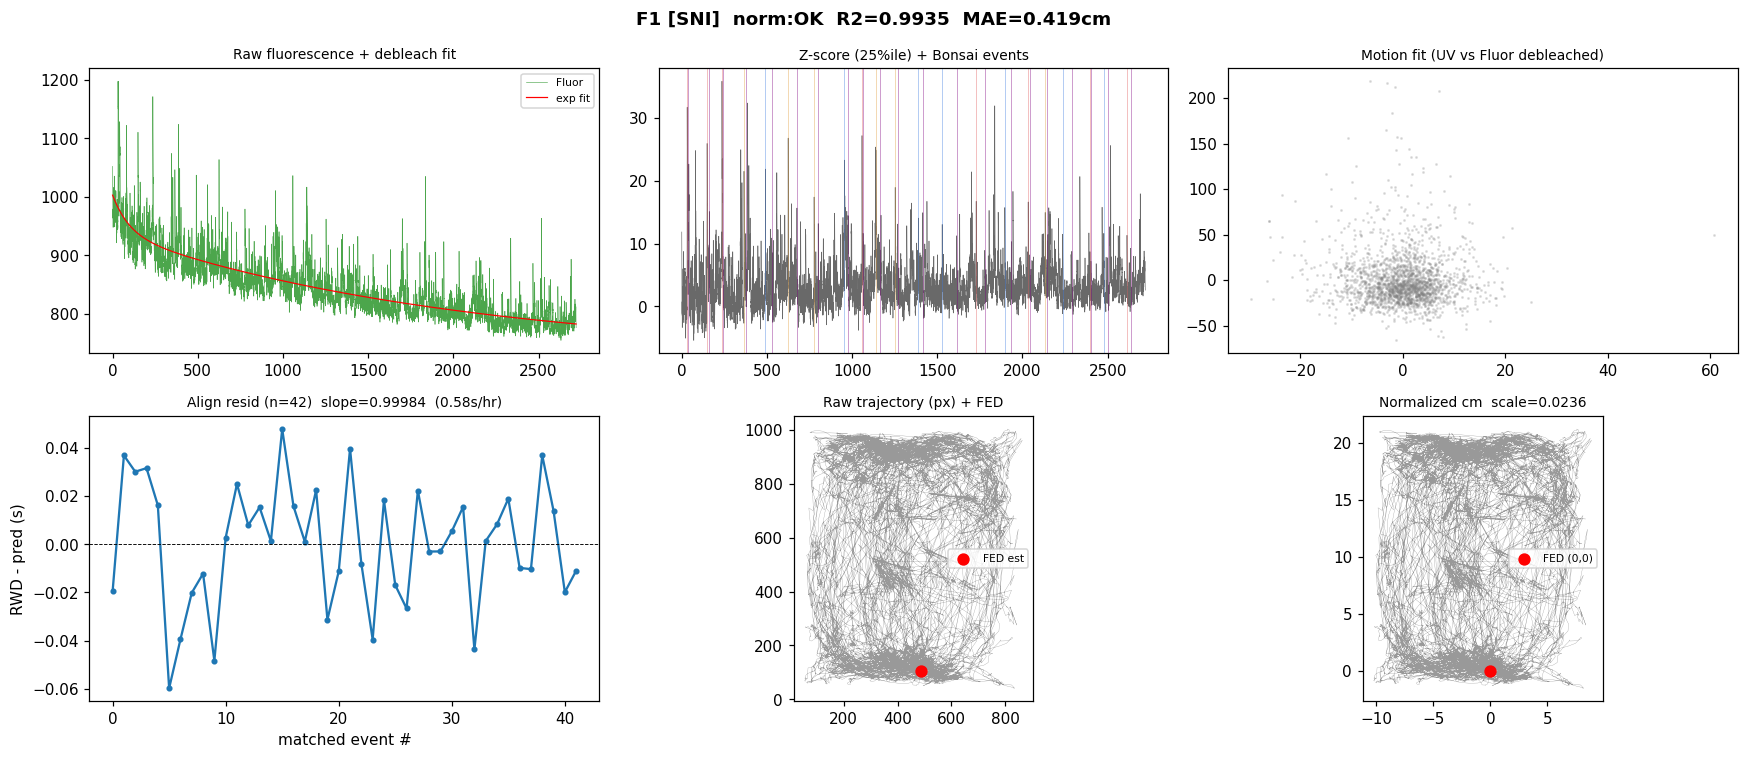 F1 [SNI]  norm:OK  R2=0.9935  MAE=0.419cm
Raw fluorescence + debleach fit
1200
1100
1000
900
800
0 500 1000 1500 2000 2500
Fluor
exp fit
Z-score (25%ile) + Bonsai events
30
20
10
0
0 500 1000 1500 2000 2500
Motion fit (UV vs Fluor debleached)
200
150
100
50
0
−50
−20 0 20 40 60
Align resid (n=42)  slope=0.99984  (0.58s/hr)
RWD - pred (s)
0.04
0.02
0.00
−0.02
−0.04
−0.06
0 10 20 30 40
matched event #
Raw trajectory (px) + FED
1000
800
600
400
200
0
200 400 600 800
FED est
Normalized cm  scale=0.0236
20
15
10
5
0
−10 −5 0 5
FED (0,0)